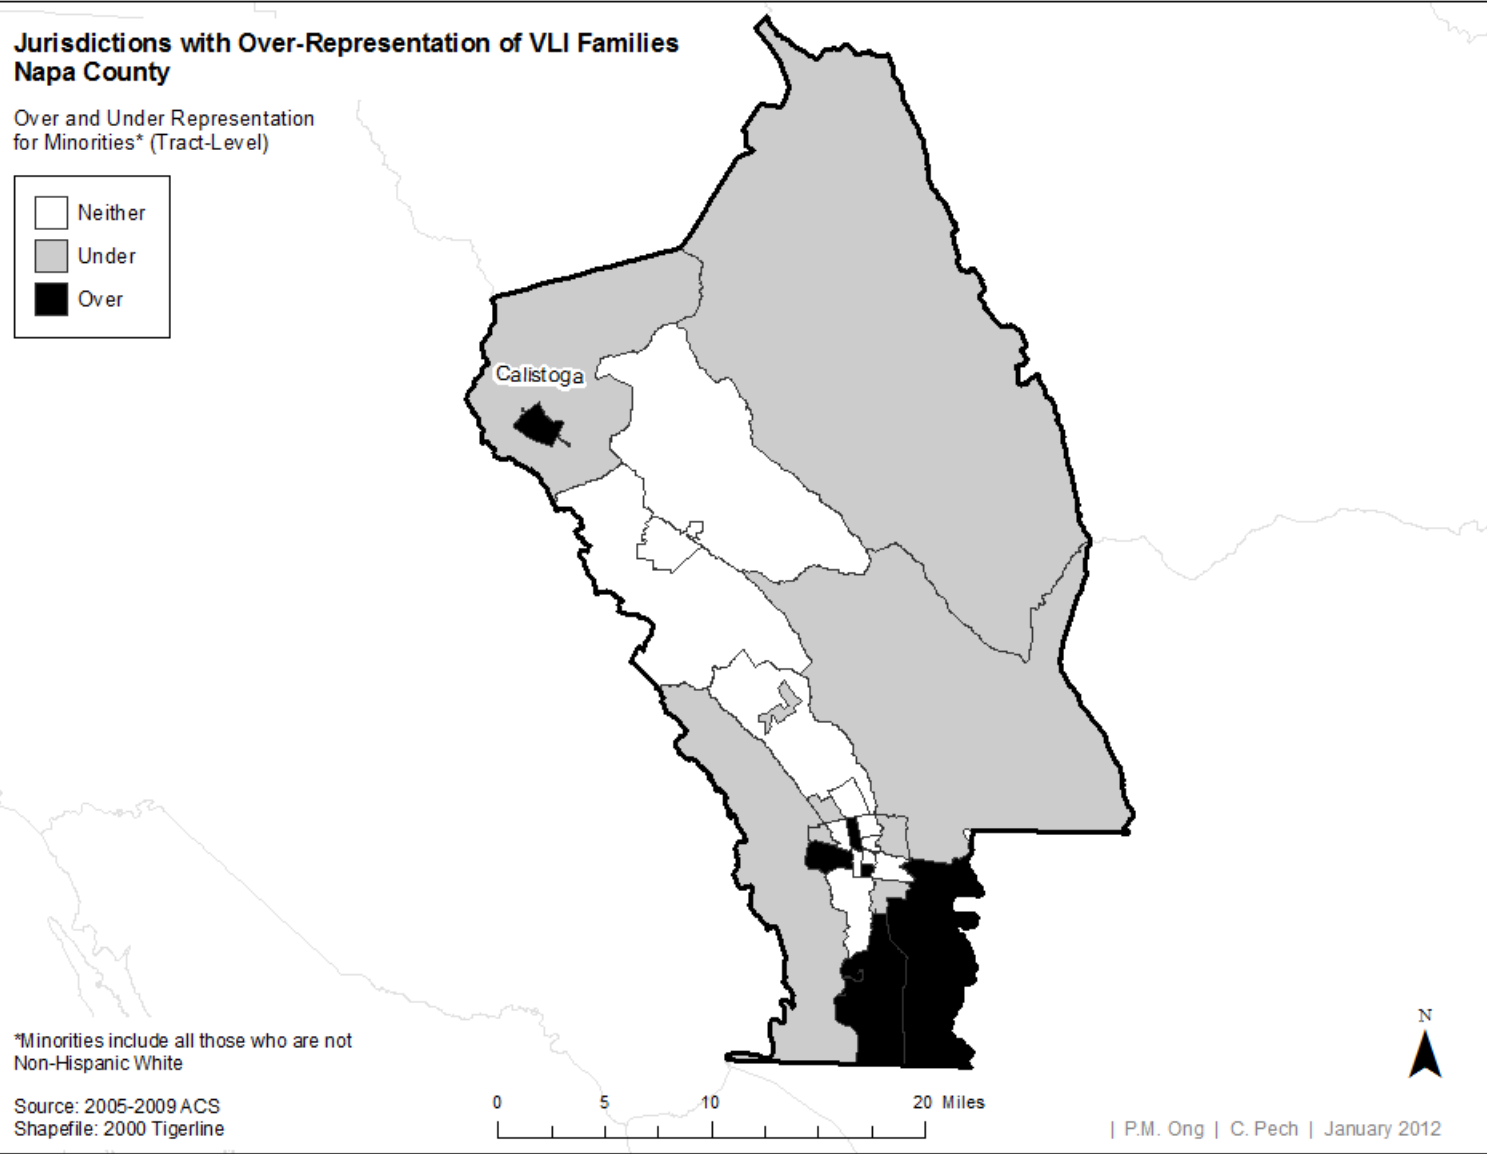 Jurisdictions with Over-Representation of VLI Families
Napa County
Over and Under Representation
for Minorities* (Tract-Level)
Neither
Under
Over
Calistoga
*Minorities include all those who are not
Non-Hispanic White
Source: 2005-2009 ACS
Shapefile: 2000 Tigerline
0 5 10 20 Miles
N
| P.M. Ong | C. Pech | January 2012